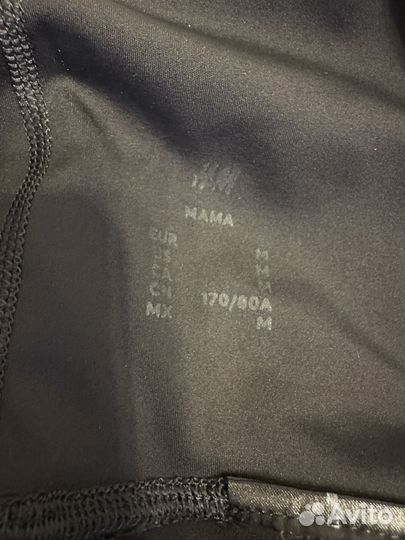 H&M
MAMA
EUR M
US M
CA M
CN 170/80A
MX M
Avito